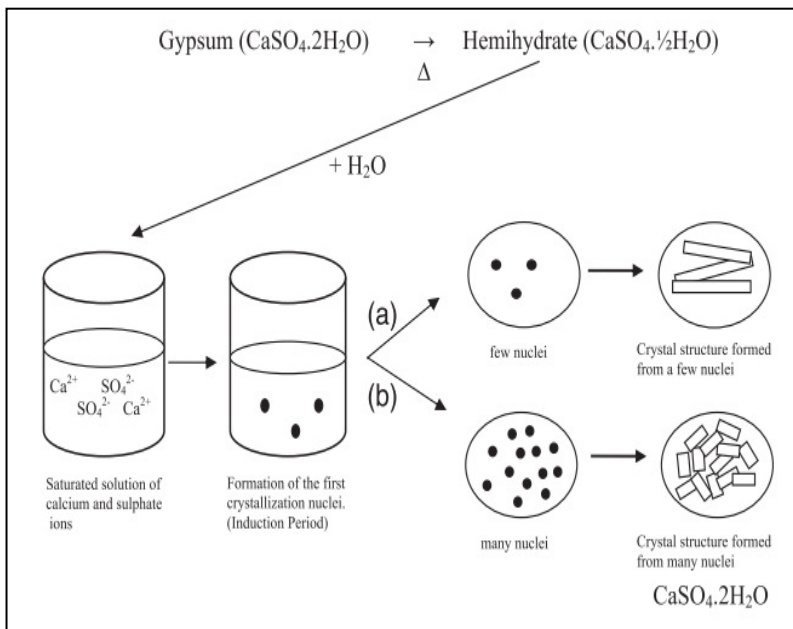 Gypsum (CaSO₄.2H₂O) → Hemihydrate (CaSO₄.½H₂O)
Δ
+ H₂O
(a)
few nuclei
Crystal structure formed
from a few nuclei
Ca²⁺ SO₄²⁻
SO₄²⁻ Ca²⁺
(b)
Saturated solution of
calcium and sulphate
ions
Formation of the first
crystallization nuclei.
(Induction Period)
many nuclei
Crystal structure formed
from many nuclei
CaSO₄.2H₂O